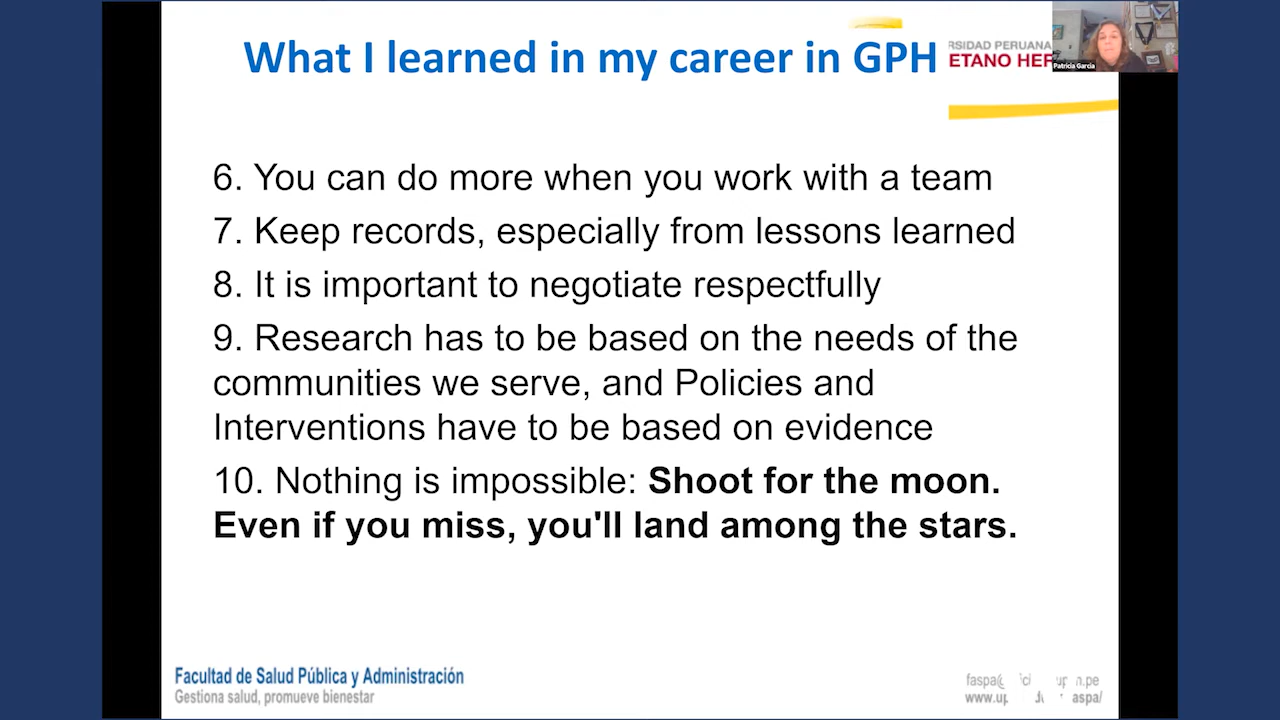 What I learned in my career in GPH
RSIDAD PERUANA
ETANO HER
Patricia Garcia
6. You can do more when you work with a team
7. Keep records, especially from lessons learned
8. It is important to negotiate respectfully
9. Research has to be based on the needs of the
communities we serve, and Policies and
Interventions have to be based on evidence
10. Nothing is impossible: Shoot for the moon.
Even if you miss, you'll land among the stars.
Facultad de Salud Pública y Administración
Gestiona salud, promueve bienestar